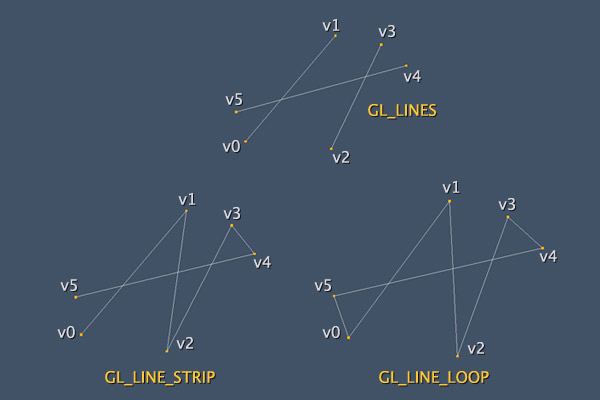 v1
v3
v4
v5
GL_LINES
v0
v2
v1
v3
v4
v5
v0
v2
GL_LINE_STRIP
v1
v3
v4
v5
v0
v2
GL_LINE_LOOP